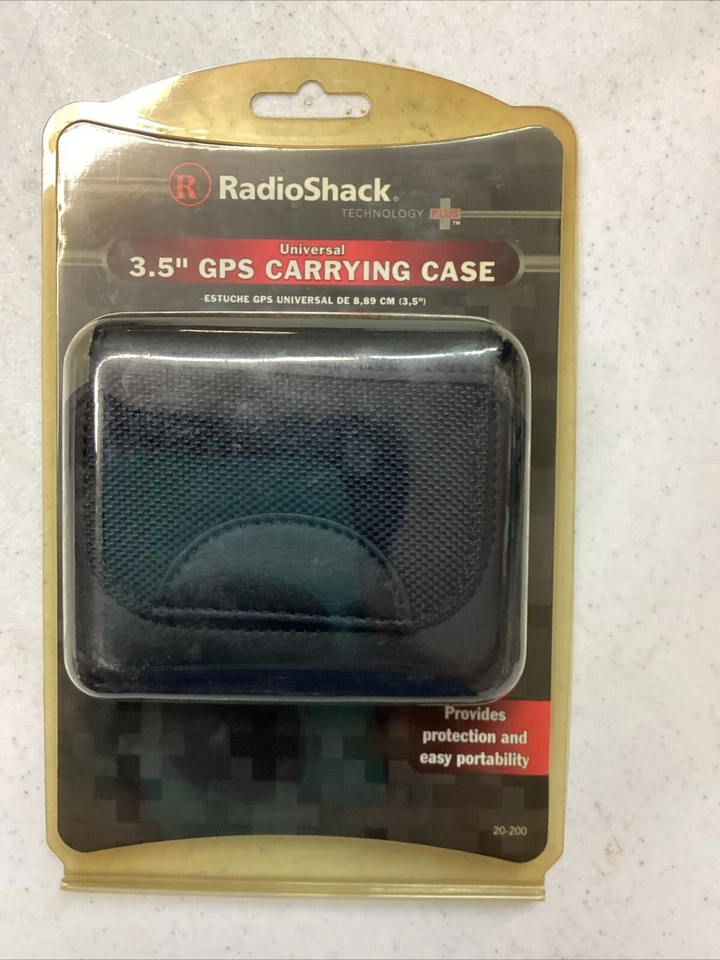 R RadioShack®
TECHNOLOGY PLUS™
Universal
3.5" GPS CARRYING CASE
ESTUCHE GPS UNIVERSAL DE 8,89 CM (3,5")
Provides
protection and
easy portability
20-200